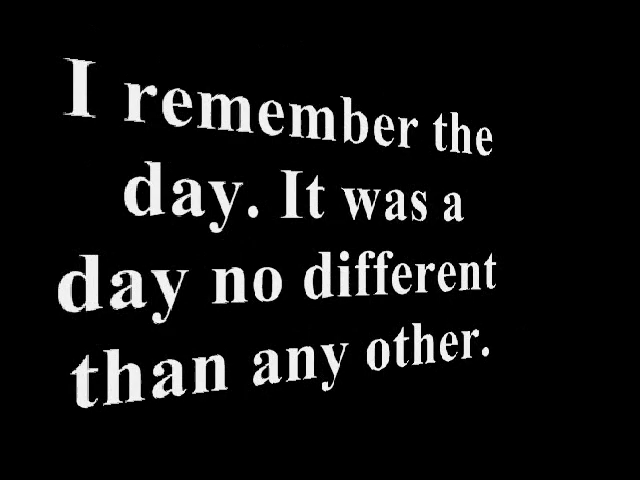 I remember the
day. It was a
day no different
than any other.